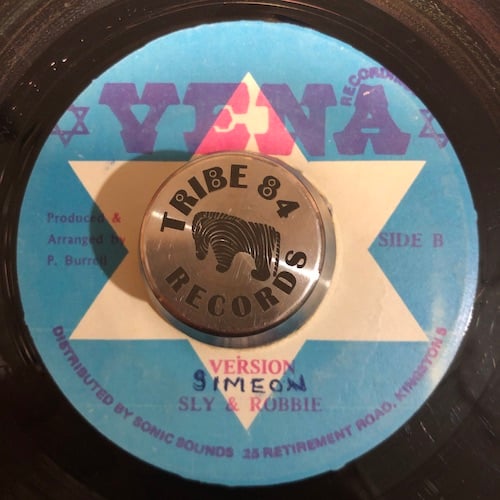 YENA
RECORDING
TRIBE 84
RECORDS
Produced &
Arranged by
P. Burrell
SIDE B
VERSION
SIMEON
SLY & ROBBIE
DISTRIBUTED BY SONIC SOUNDS 25 RETIREMENT ROAD, KINGSTON 5